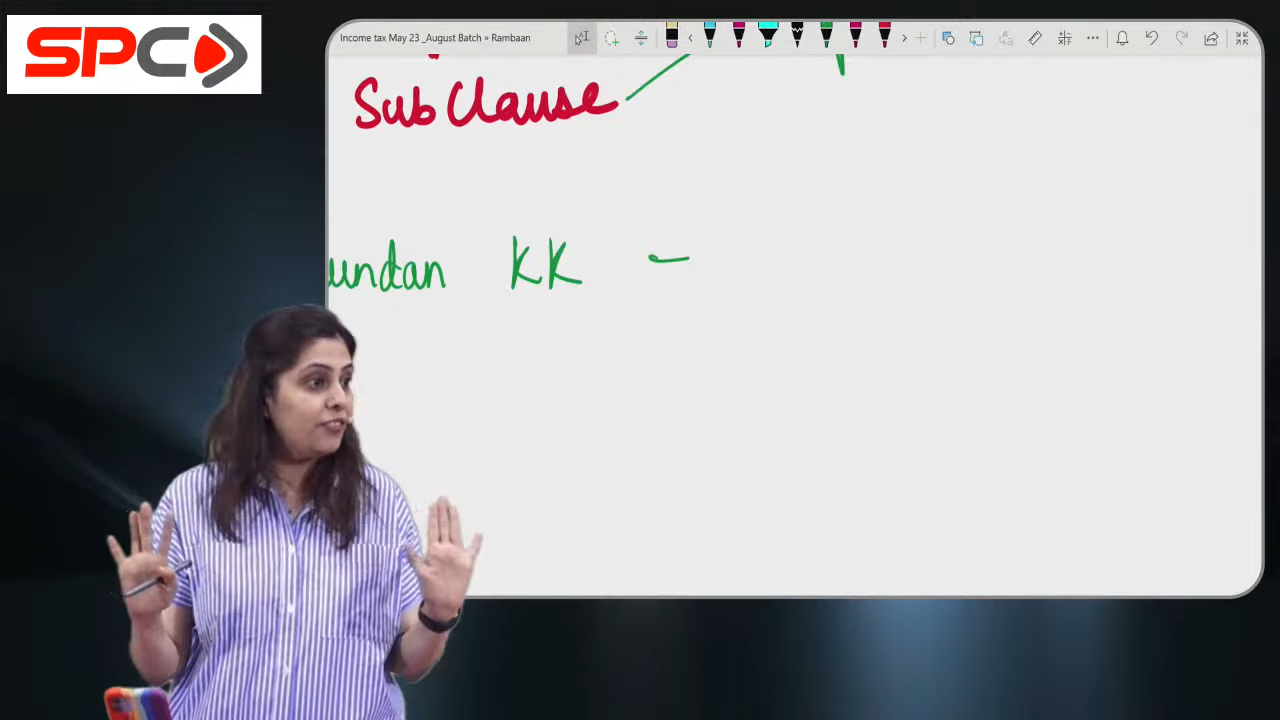 SPC
Income tax May 23 _August Batch » Rambaan
Sub Clause
undan KK -